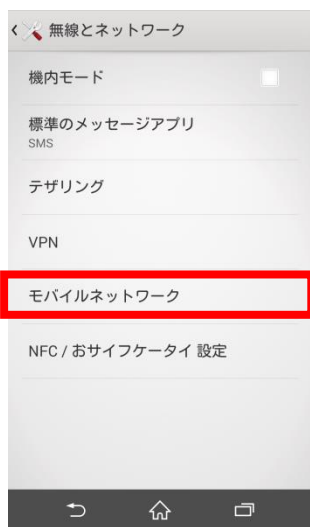 無線とネットワーク
機内モード
標準のメッセージアプリ
SMS
テザリング
VPN
モバイルネットワーク
NFC / おサイフケータイ 設定